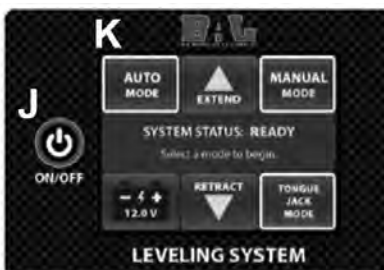 K
BAL
AUTO
MODE
EXTEND
MANUAL
MODE
J
SYSTEM STATUS: READY
Select a mode to begin.
ON/OFF
12.0 V
RETRACT
TONGUE
JACK
MODE
LEVELING SYSTEM